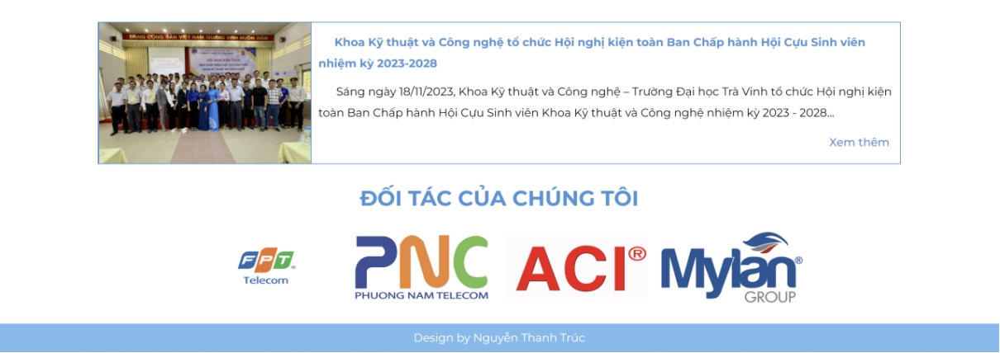 ĐẢNG CỘNG SẢN VIỆT NAM QUANG VINH MUÔN NĂM
HỘI NGHỊ KIỆN TOÀN
Khoa Kỹ thuật và Công nghệ tổ chức Hội nghị kiện toàn Ban Chấp hành Hội Cựu Sinh viên
nhiệm kỳ 2023-2028
Sáng ngày 18/11/2023, Khoa Kỹ thuật và Công nghệ – Trường Đại học Trà Vinh tổ chức Hội nghị kiện
toàn Ban Chấp hành Hội Cựu Sinh viên Khoa Kỹ thuật và Công nghệ nhiệm kỳ 2023 - 2028...
Xem thêm
ĐỐI TÁC CỦA CHÚNG TÔI
FPT
Telecom
PNC
PHUONG NAM TELECOM
ACI®
Mylan®
GROUP
Design by Nguyễn Thanh Trúc